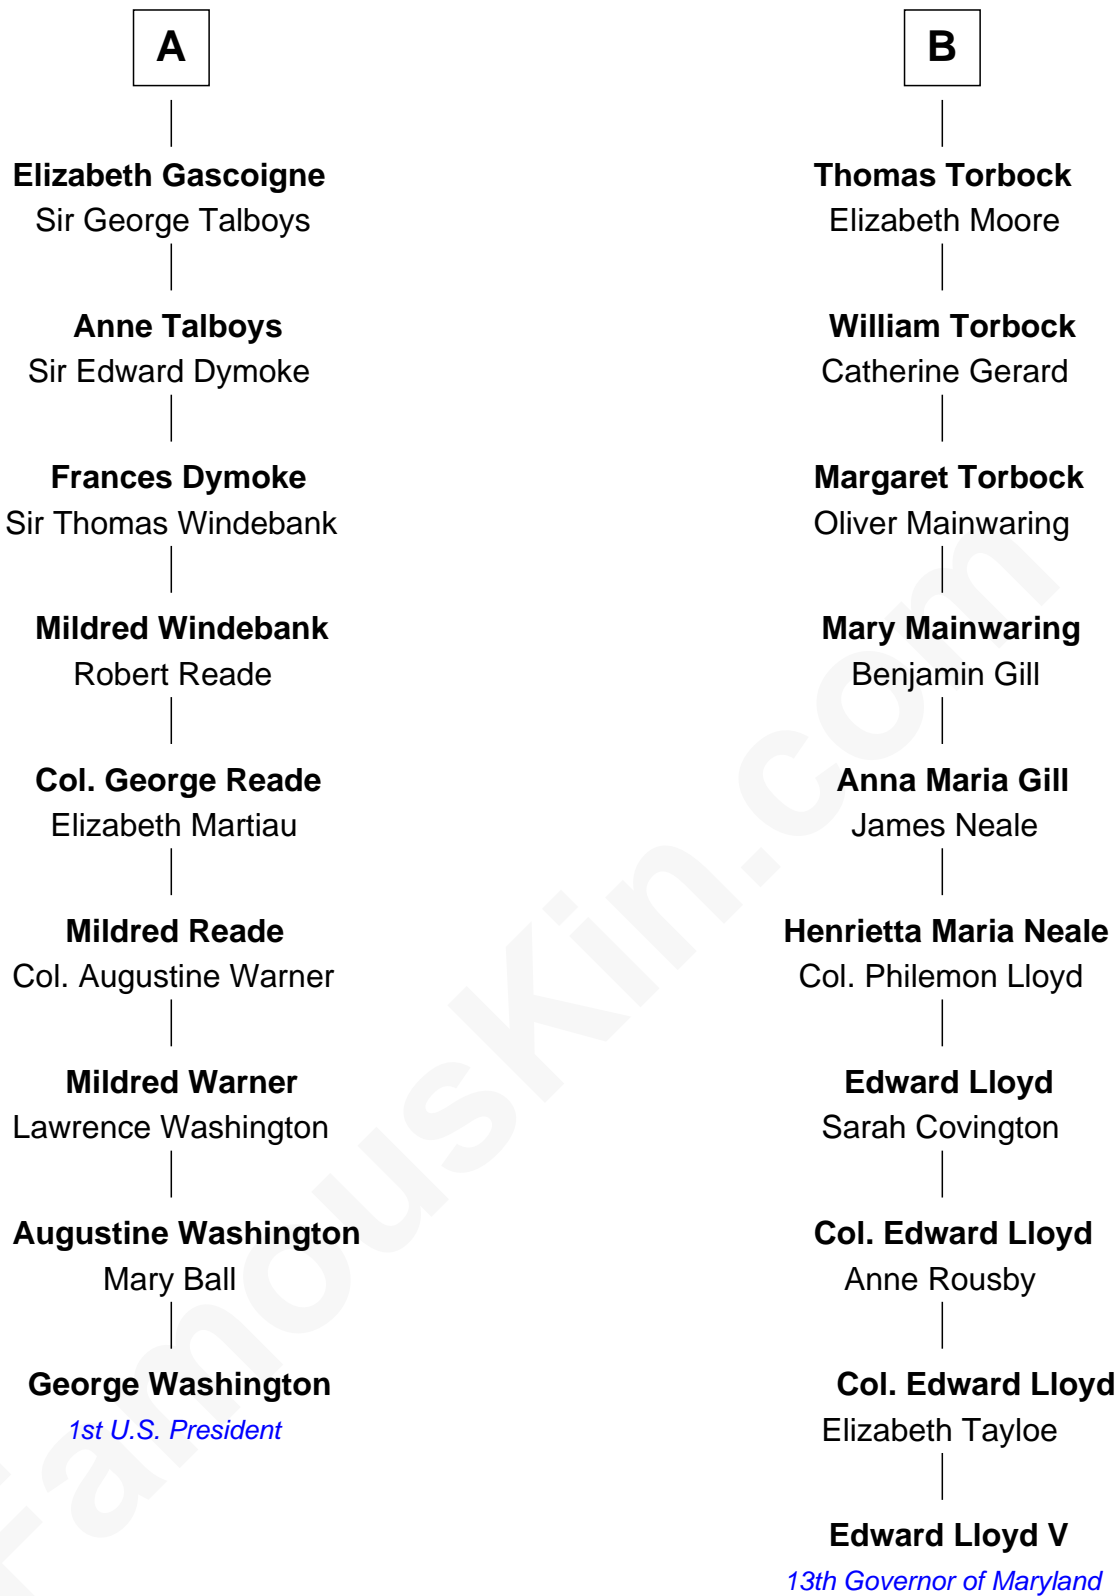 A
Elizabeth Gascoigne
Sir George Talboys
Anne Talboys
Sir Edward Dymoke
Frances Dymoke
Sir Thomas Windebank
Mildred Windebank
Robert Reade
Col. George Reade
Elizabeth Martiau
Mildred Reade
Col. Augustine Warner
Mildred Warner
Lawrence Washington
Augustine Washington
Mary Ball
George Washington
1st U.S. President
B
Thomas Torbock
Elizabeth Moore
William Torbock
Catherine Gerard
Margaret Torbock
Oliver Mainwaring
Mary Mainwaring
Benjamin Gill
Anna Maria Gill
James Neale
Henrietta Maria Neale
Col. Philemon Lloyd
Edward Lloyd
Sarah Covington
Col. Edward Lloyd
Anne Rousby
Col. Edward Lloyd
Elizabeth Tayloe
Edward Lloyd V
13th Governor of Maryland
FamousKin.com